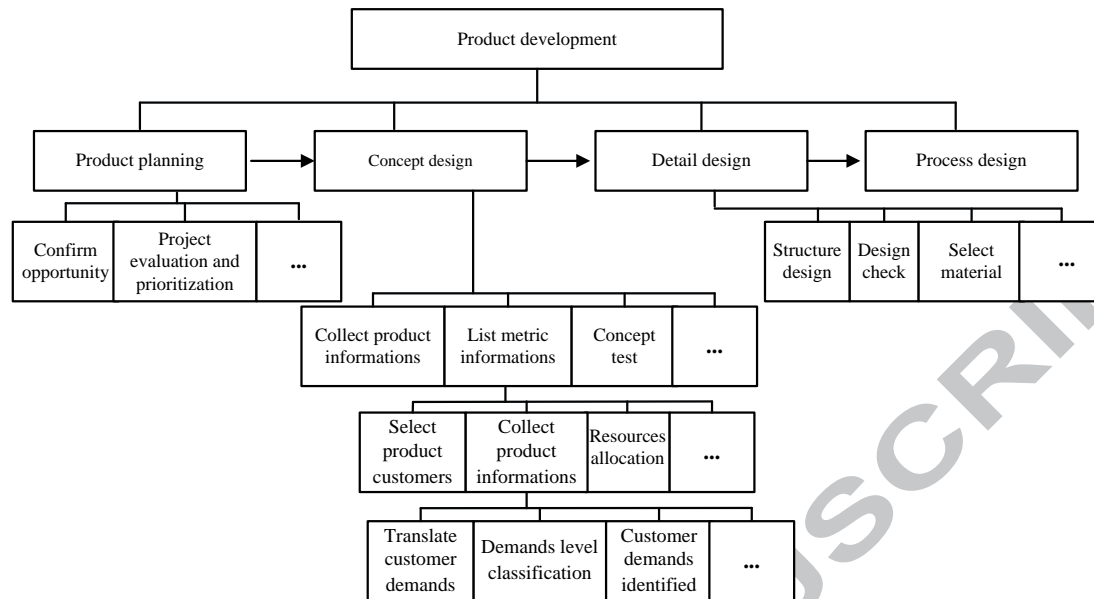 Product development
Product planning
Concept design
Detail design
Process design
Confirm
opportunity
Project
evaluation and
prioritization
...
Structure
design
Design
check
Select
material
...
Collect product
informations
List metric
informations
Concept
test
...
Select
product
customers
Collect
product
informations
Resources
allocation
...
Translate
customer
demands
Demands level
classification
Customer
demands
identified
...
USCRI